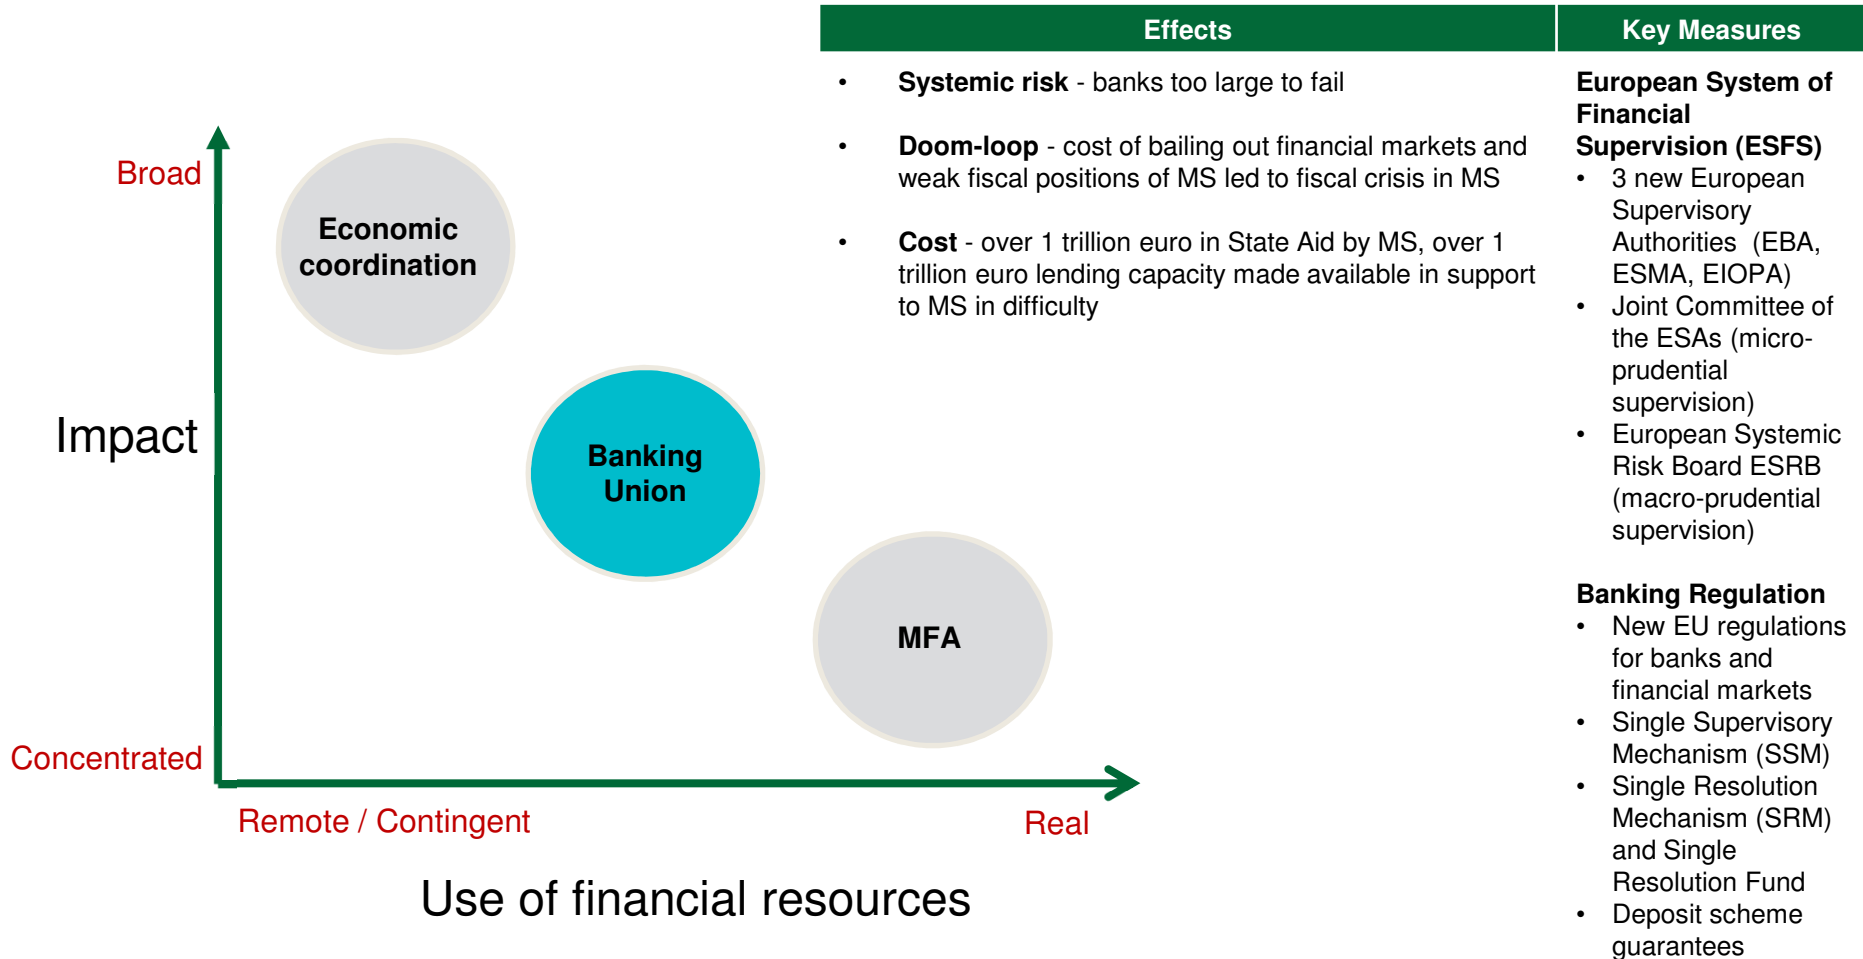 Effects
Key Measures
• Systemic risk - banks too large to fail
• Doom-loop - cost of bailing out financial markets and
weak fiscal positions of MS led to fiscal crisis in MS
• Cost - over 1 trillion euro in State Aid by MS, over 1
trillion euro lending capacity made available in support
to MS in difficulty
European System of
Financial
Supervision (ESFS)
• 3 new European
Supervisory
Authorities (EBA,
ESMA, EIOPA)
• Joint Committee of
the ESAs (micro-
prudential
supervision)
• European Systemic
Risk Board ESRB
(macro-prudential
supervision)
Banking Regulation
• New EU regulations
for banks and
financial markets
• Single Supervisory
Mechanism (SSM)
• Single Resolution
Mechanism (SRM)
and Single
Resolution Fund
• Deposit scheme
guarantees
Broad
Economic
coordination
Impact
Banking
Union
MFA
Concentrated
Remote / Contingent
Real
Use of financial resources